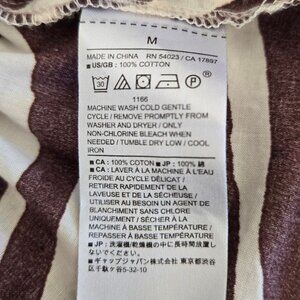 M
MADE IN CHINA RN 54023 / CA 17897
■ US/GB : 100% COTTON
30
P
1166
MACHINE WASH COLD GENTLE
CYCLE / REMOVE PROMPTLY FROM
WASHER AND DRYER / ONLY
NON-CHLORINE BLEACH WHEN
NEEDED / TUMBLE DRY LOW / COOL
IRON
■ CA : 100% COTON ■ JP : 100% 綿
■ CA : LAVER À LA MACHINE À L'EAU
FROIDE AU CYCLE DÉLICAT /
RETIRER RAPIDEMENT DE LA
LAVEUSE ET DE LA SÉCHEUSE /
UTILISER AU BESOIN UN AGENT DE
BLANCHIMENT SANS CHLORE
UNIQUEMENT / SÉCHER À LA
MACHINE À BASSE TEMPÉRATURE /
REPASSER À BASSE TEMPÉRATURE
■ JP : 洗濯機/乾燥機の中に長時間放置し
ないでください。
■ ギャップジャパン株式会社 東京都渋谷
区千駄ヶ谷5-32-10